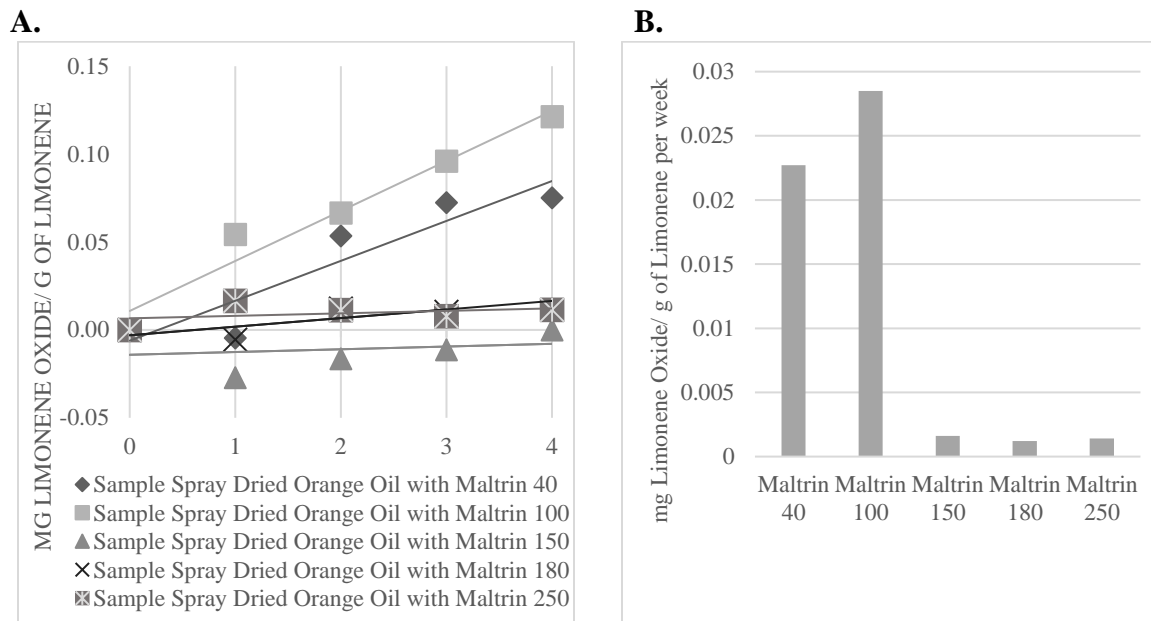 A.
MG LIMONENE OXIDE/ G OF LIMONENE
0.15
0.10
0.05
0.00
-0.05
0 1 2 3 4
Sample Spray Dried Orange Oil with Maltrin 40
Sample Spray Dried Orange Oil with Maltrin 100
Sample Spray Dried Orange Oil with Maltrin 150
Sample Spray Dried Orange Oil with Maltrin 180
Sample Spray Dried Orange Oil with Maltrin 250
B.
mg Limonene Oxide/ g of Limonene per week
0.03
0.025
0.02
0.015
0.01
0.005
0
Maltrin Maltrin Maltrin Maltrin Maltrin
40 100 150 180 250